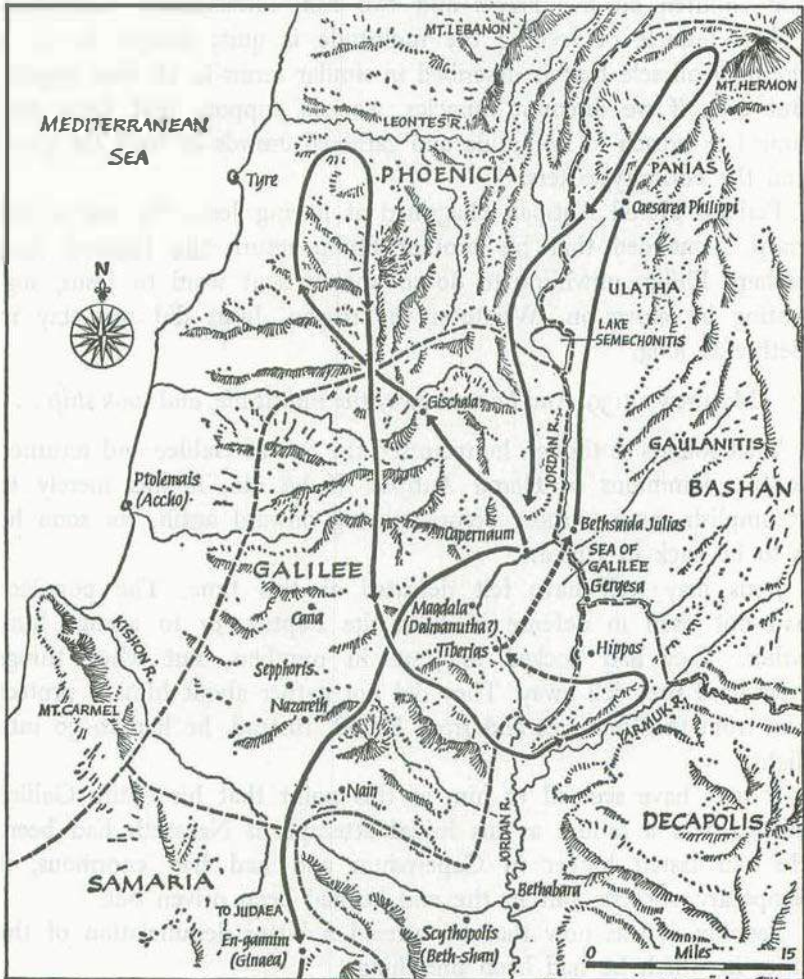 MT. LEBANON
MT. HERMON
LEONTES R.
MEDITERRANEAN
SEA
Tyre
PHOENICIA
PANIAS
Caesarea Philippi
N
ULATHA
LAKE
SEMECHONITIS
Gischala
JORDAN R.
GAULANITIS
BASHAN
Ptolemais
(Accko)
Capernaum
Bethsaida Julias
GALILEE
SEA OF
GALILEE
Gergesa
Magdala
(Dalmanutha?)
Cana
KISHON R.
Tiberias
Hippos
Sepphoris
Nazareth
MT. CARMEL
YARMUK R.
Nain
DECAPOLIS
JORDAN R.
SAMARIA
Bethabara
TO JUDAEA
En-gannim
(Ginaea)
Scythopolis
(Beth-shan)
0 Miles 15